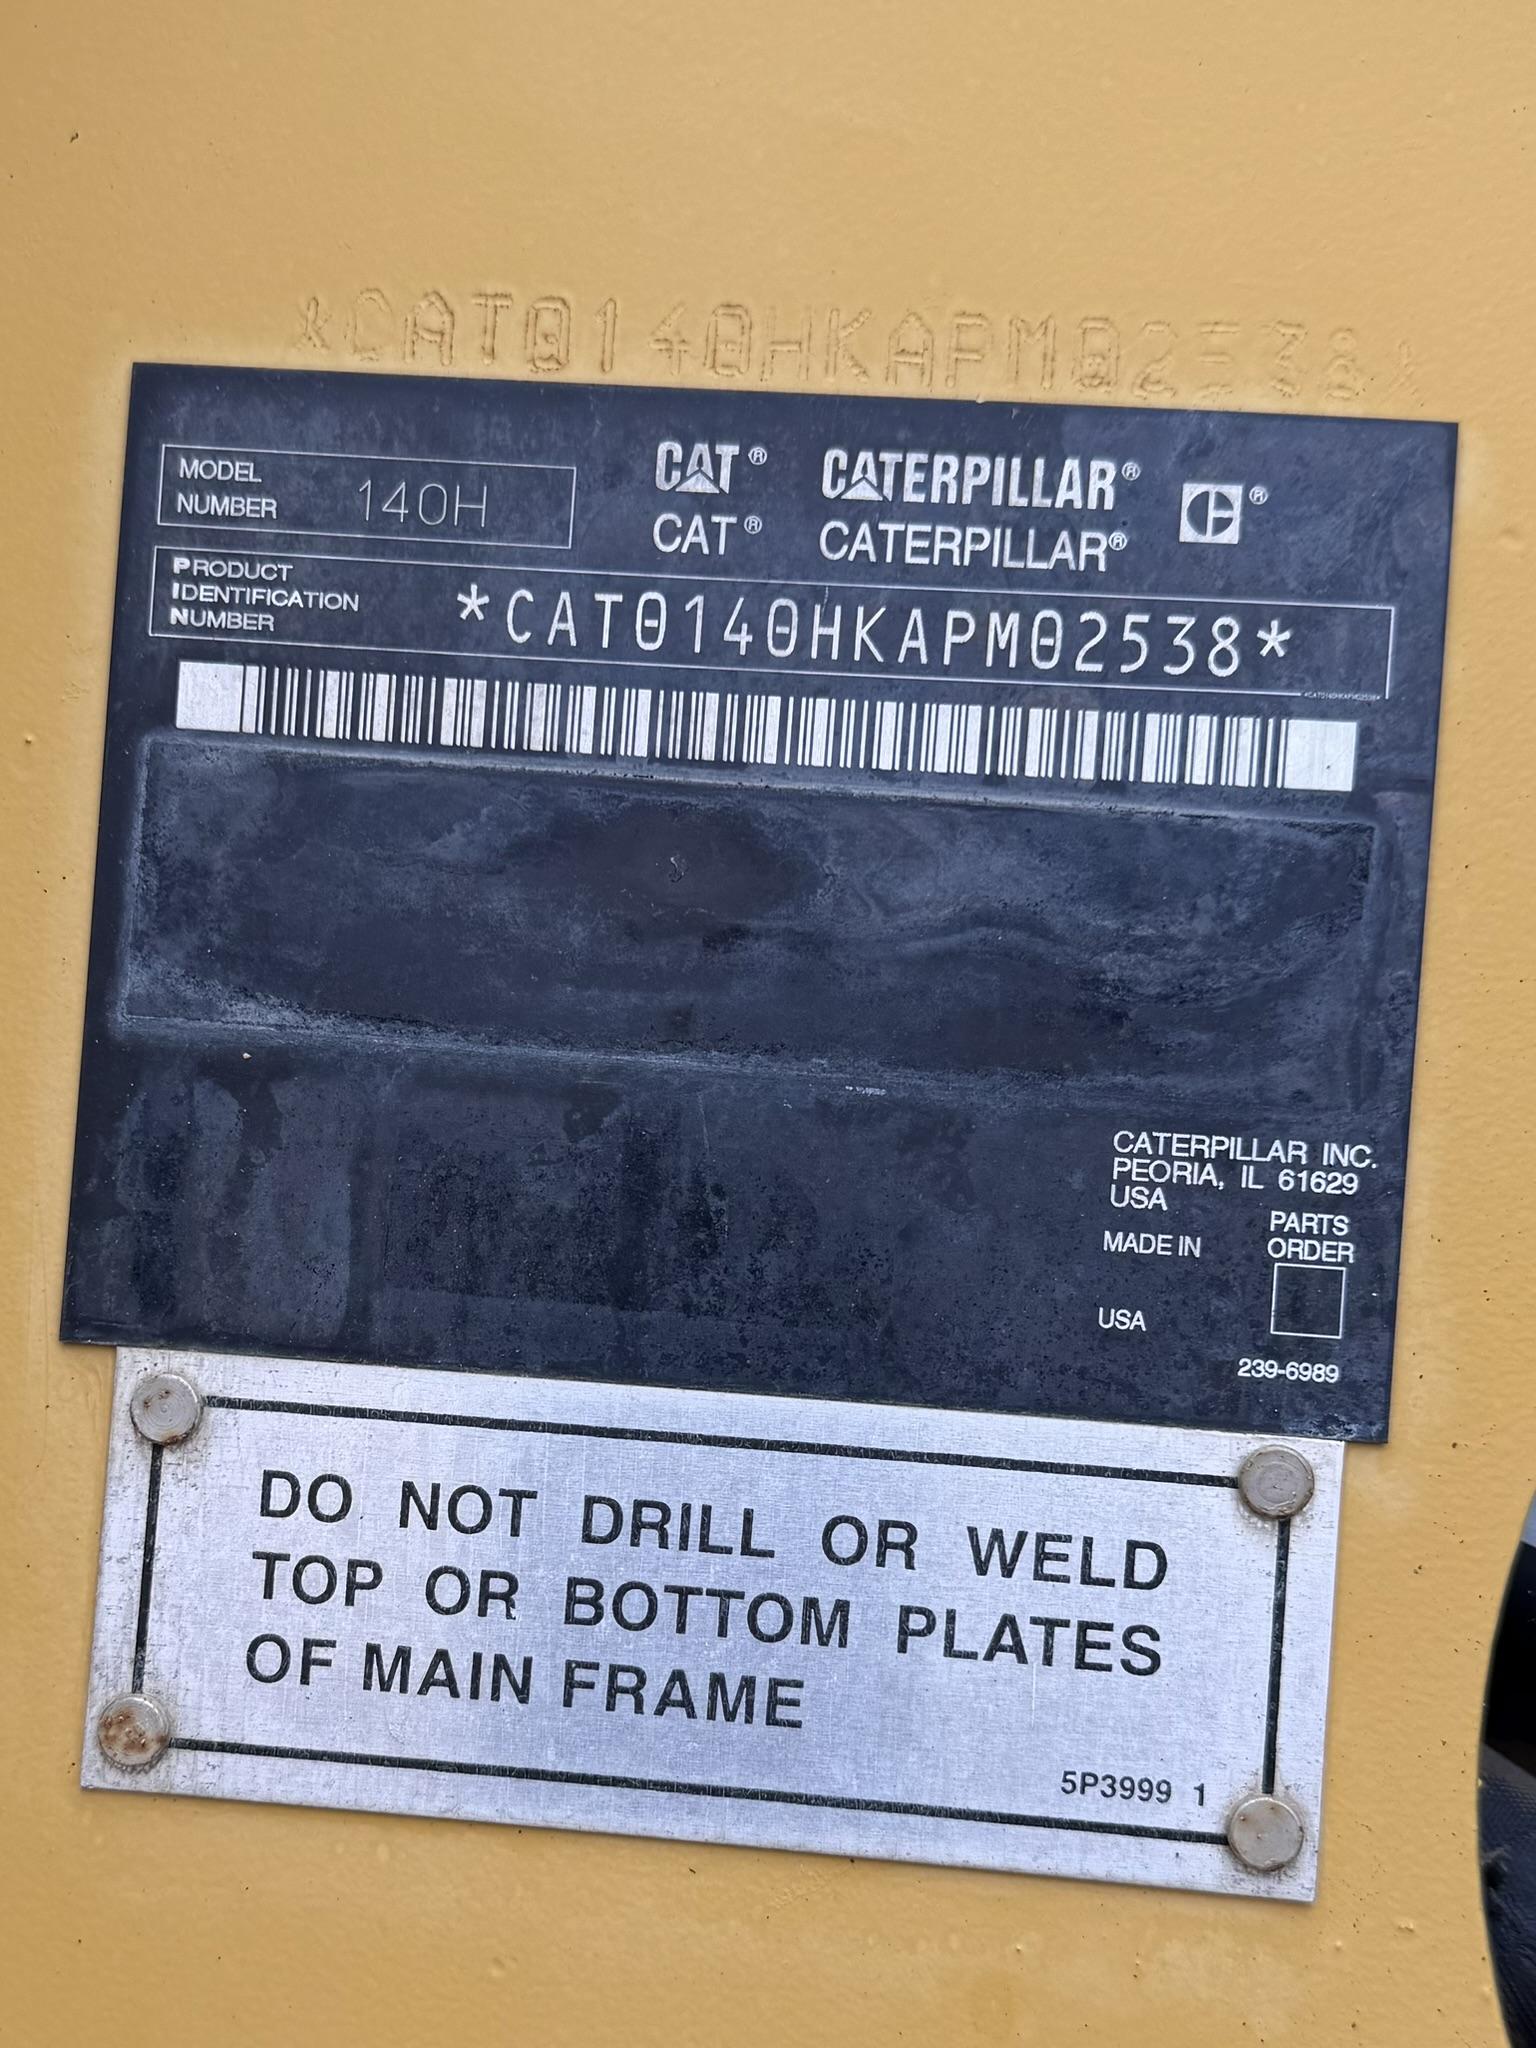 *CAT0140HKAPM02538*
MODEL
NUMBER 140H
CAT® CATERPILLAR® ®
CAT® CATERPILLAR®
PRODUCT
IDENTIFICATION
NUMBER
*CAT0140HKAPM02538*
*CAT0140HKAPM02538*
CATERPILLAR INC.
PEORIA, IL 61629
USA
MADE IN
USA
PARTS
ORDER
239-6989
DO NOT DRILL OR WELD
TOP OR BOTTOM PLATES
OF MAIN FRAME
5P3999 1